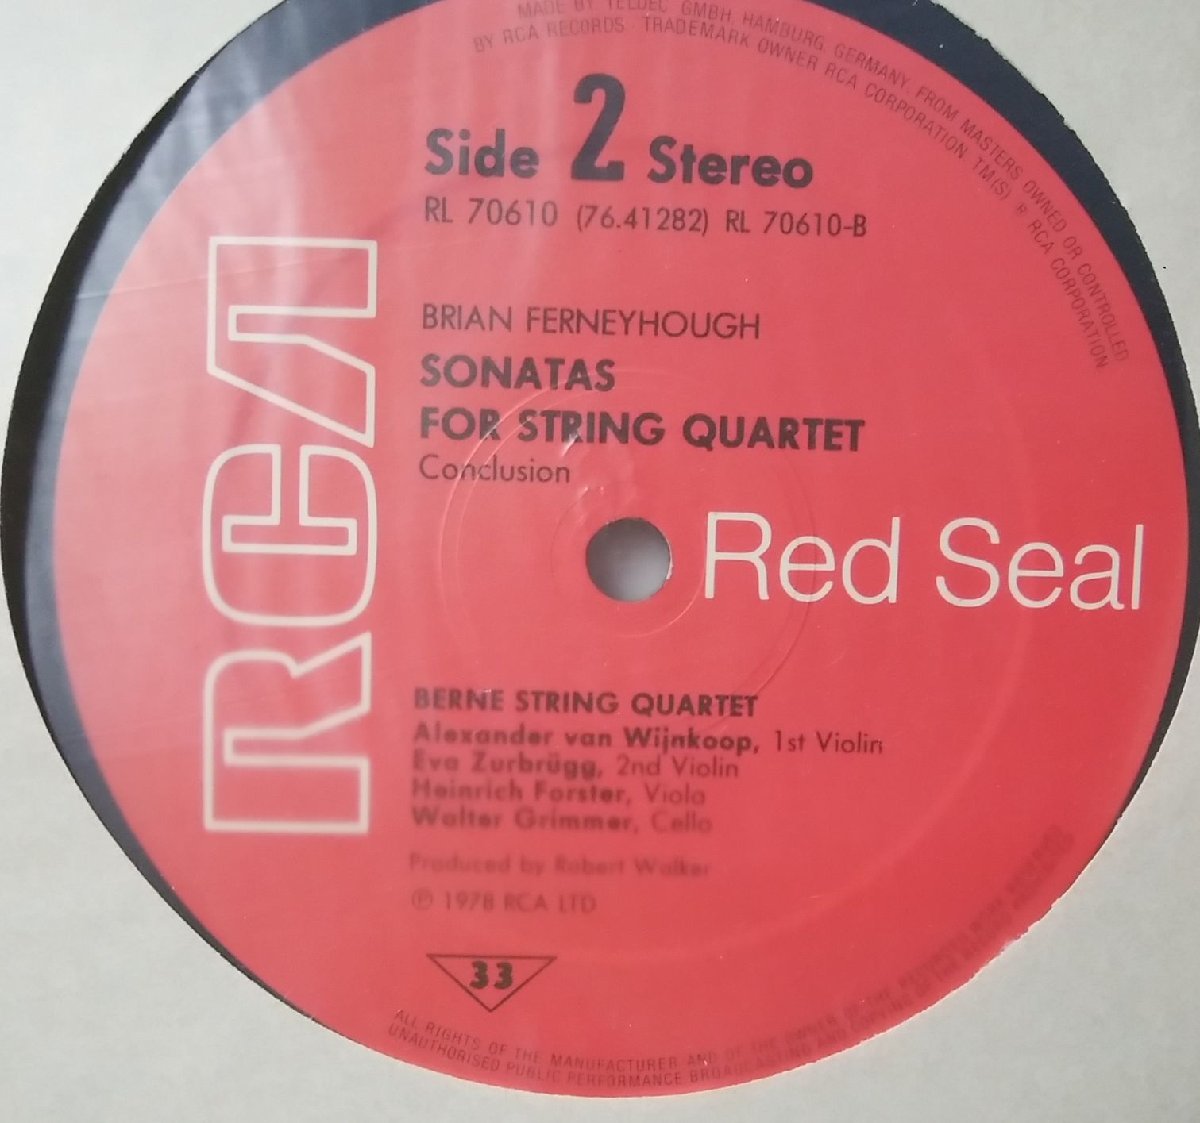 MADE BY TELDEC GMBH, HAMBURG, GERMANY, FROM MASTERS OWNED OR CONTROLLED
BY RCA RECORDS · TRADEMARK OWNER RCA CORPORATION TM(S) ® RCA CORPORATION
Side 2 Stereo
RL 70610 (76.41282) RL 70610-B
RCA
BRIAN FERNEYHOUGH
SONATAS
FOR STRING QUARTET
Conclusion
Red Seal
BERNE STRING QUARTET
Alexander van Wijnkoop, 1st Violin
Eva Zurbrügg, 2nd Violin
Heinrich Forster, Viola
Walter Grimmer, Cello
Produced by Robert Walker
℗ 1978 RCA LTD
33
ALL RIGHTS OF THE MANUFACTURER AND OF THE OWNER OF THE
UNAUTHORISED PUBLIC PERFORMANCE BROADCASTING AND COPYING OF